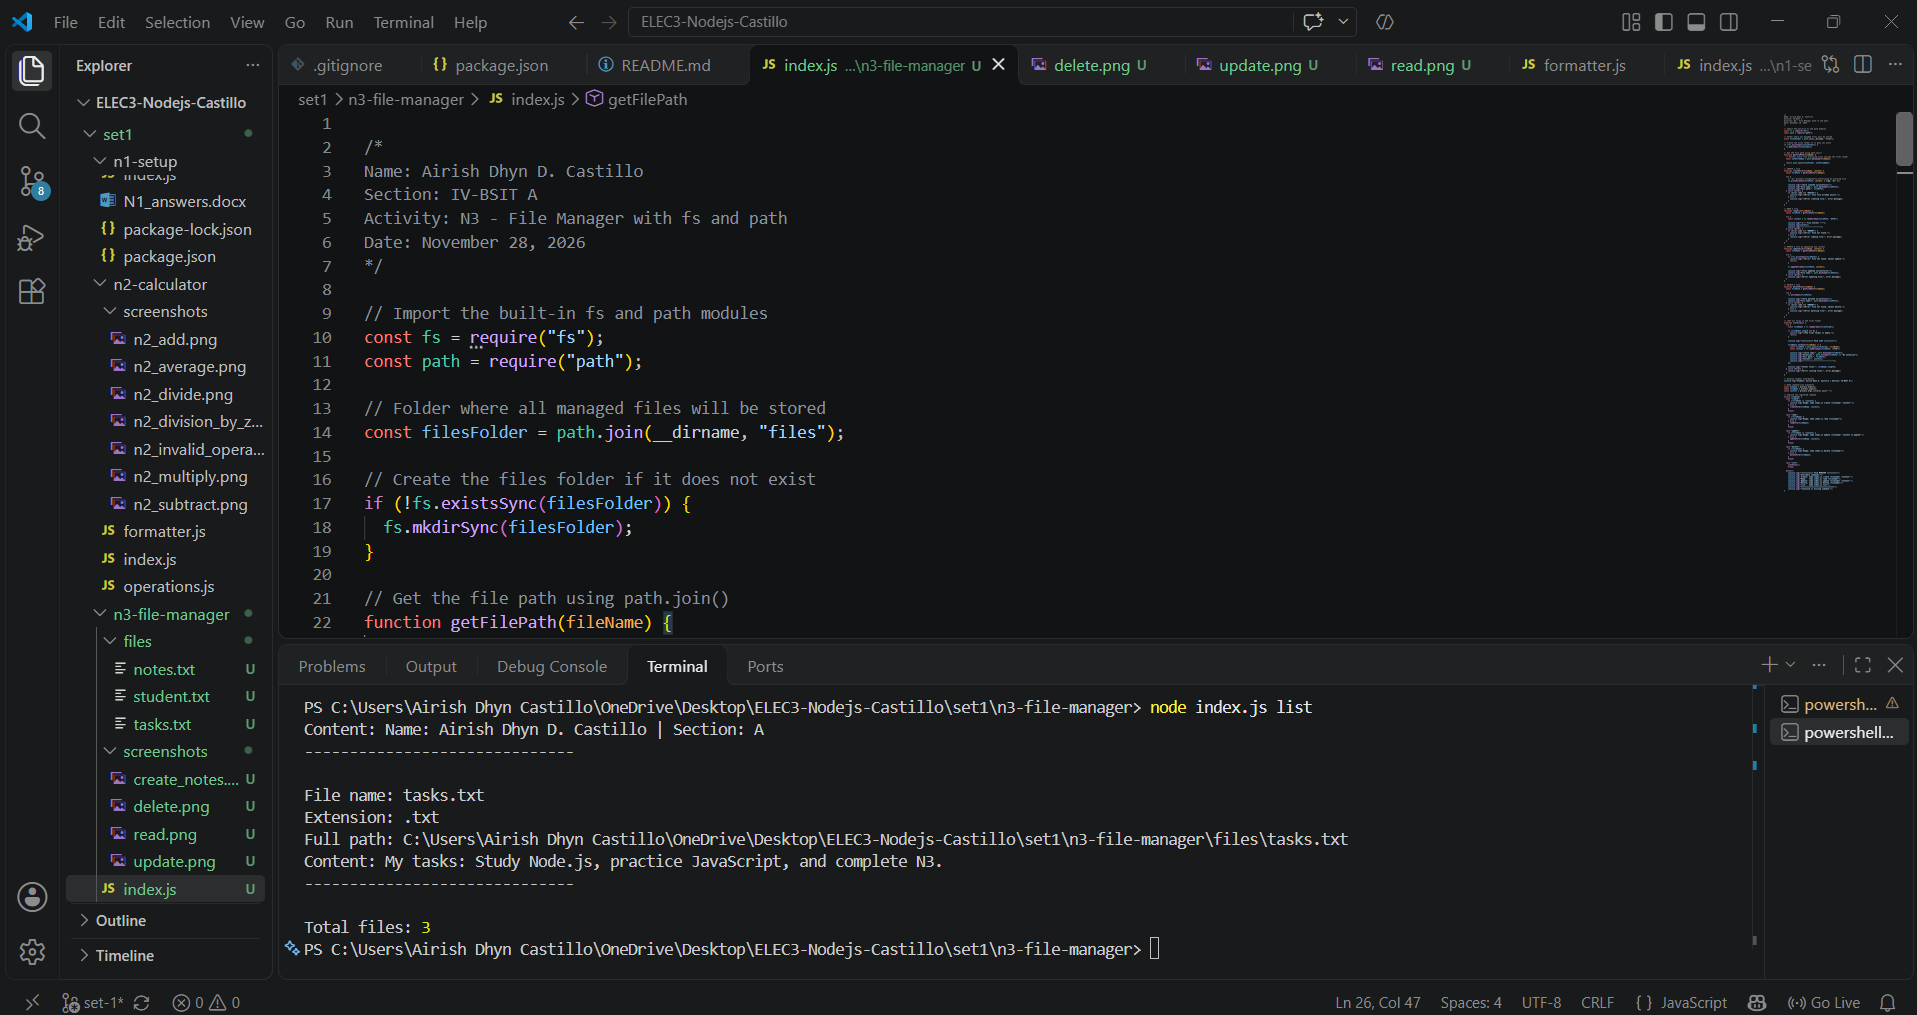 File Edit Selection View Go Run Terminal Help
ELEC3-Nodejs-Castillo
Explorer
ELEC3-Nodejs-Castillo
set1
n1-setup
index.js
N1_answers.docx
package-lock.json
package.json
n2-calculator
screenshots
n2_add.png
n2_average.png
n2_divide.png
n2_division_by_z...
n2_invalid_opera...
n2_multiply.png
n2_subtract.png
formatter.js
index.js
operations.js
n3-file-manager
files
notes.txt U
student.txt U
tasks.txt U
screenshots
create_notes.... U
delete.png U
read.png U
update.png U
index.js U
Outline
Timeline
8
.gitignore
package.json
README.md
index.js ...\n3-file-manager U
delete.png U
update.png U
read.png U
formatter.js
index.js ...\n1-se
set1 > n3-file-manager > JS index.js > getFilePath
1
2 /*
3 Name: Airish Dhyn D. Castillo
4 Section: IV-BSIT A
5 Activity: N3 - File Manager with fs and path
6 Date: November 28, 2026
7 */
8
9 // Import the built-in fs and path modules
10 const fs = require("fs");
11 const path = require("path");
12
13 // Folder where all managed files will be stored
14 const filesFolder = path.join(__dirname, "files");
15
16 // Create the files folder if it does not exist
17 if (!fs.existsSync(filesFolder)) {
18 fs.mkdirSync(filesFolder);
19 }
20
21 // Get the file path using path.join()
22 function getFilePath(fileName) {
Problems Output Debug Console Terminal Ports
PS C:\Users\Airish Dhyn Castillo\OneDrive\Desktop\ELEC3-Nodejs-Castillo\set1\n3-file-manager> node index.js list
Content: Name: Airish Dhyn D. Castillo | Section: A
------------------------------
File name: tasks.txt
Extension: .txt
Full path: C:\Users\Airish Dhyn Castillo\OneDrive\Desktop\ELEC3-Nodejs-Castillo\set1\n3-file-manager\files\tasks.txt
Content: My tasks: Study Node.js, practice JavaScript, and complete N3.
------------------------------
Total files: 3
PS C:\Users\Airish Dhyn Castillo\OneDrive\Desktop\ELEC3-Nodejs-Castillo\set1\n3-file-manager>
powersh...
powershell...
set-1* 0 0
Ln 26, Col 47 Spaces: 4 UTF-8 CRLF { } JavaScript Go Live